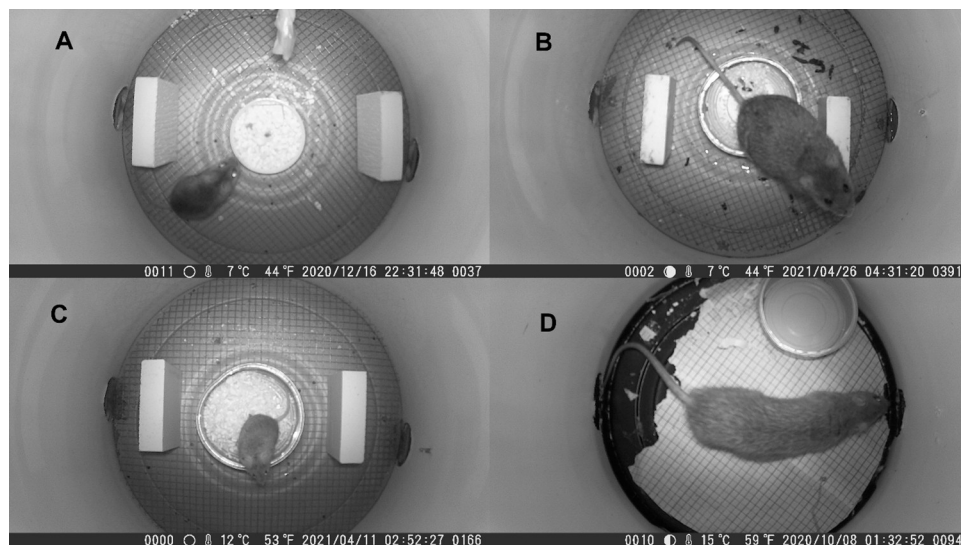 A
B
0011 7°C 44°F 2020/12/16 22:31:48 0037
0002 7°C 44°F 2021/04/26 04:31:20 0391
C
D
0000 12°C 53°F 2021/04/11 02:52:27 0166
0010 15°C 59°F 2020/10/08 01:32:52 0094